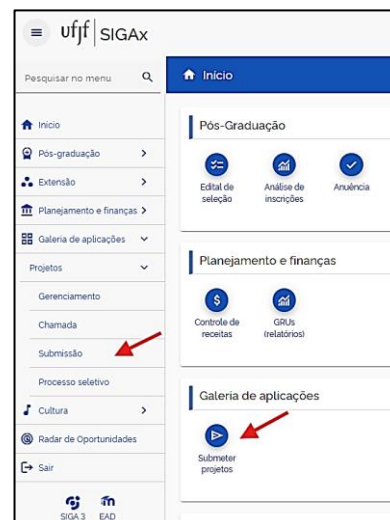 ufjf SIGAX
Pesquisar no menu
Início
Pós-graduação
Extensão
Planejamento e finanças
Galeria de aplicações
Projetos
Gerenciamento
Chamada
Submissão
Processo seletivo
Cultura
Radar de Oportunidades
Sair
SIGA 3 EAD
Início
Pós-Graduação
Edital de
seleção
Análise de
inscrições
Anuência
Planejamento e finanças
Controle de
receitas
GRUs
(relatórios)
Galeria de aplicações
Submeter
projetos